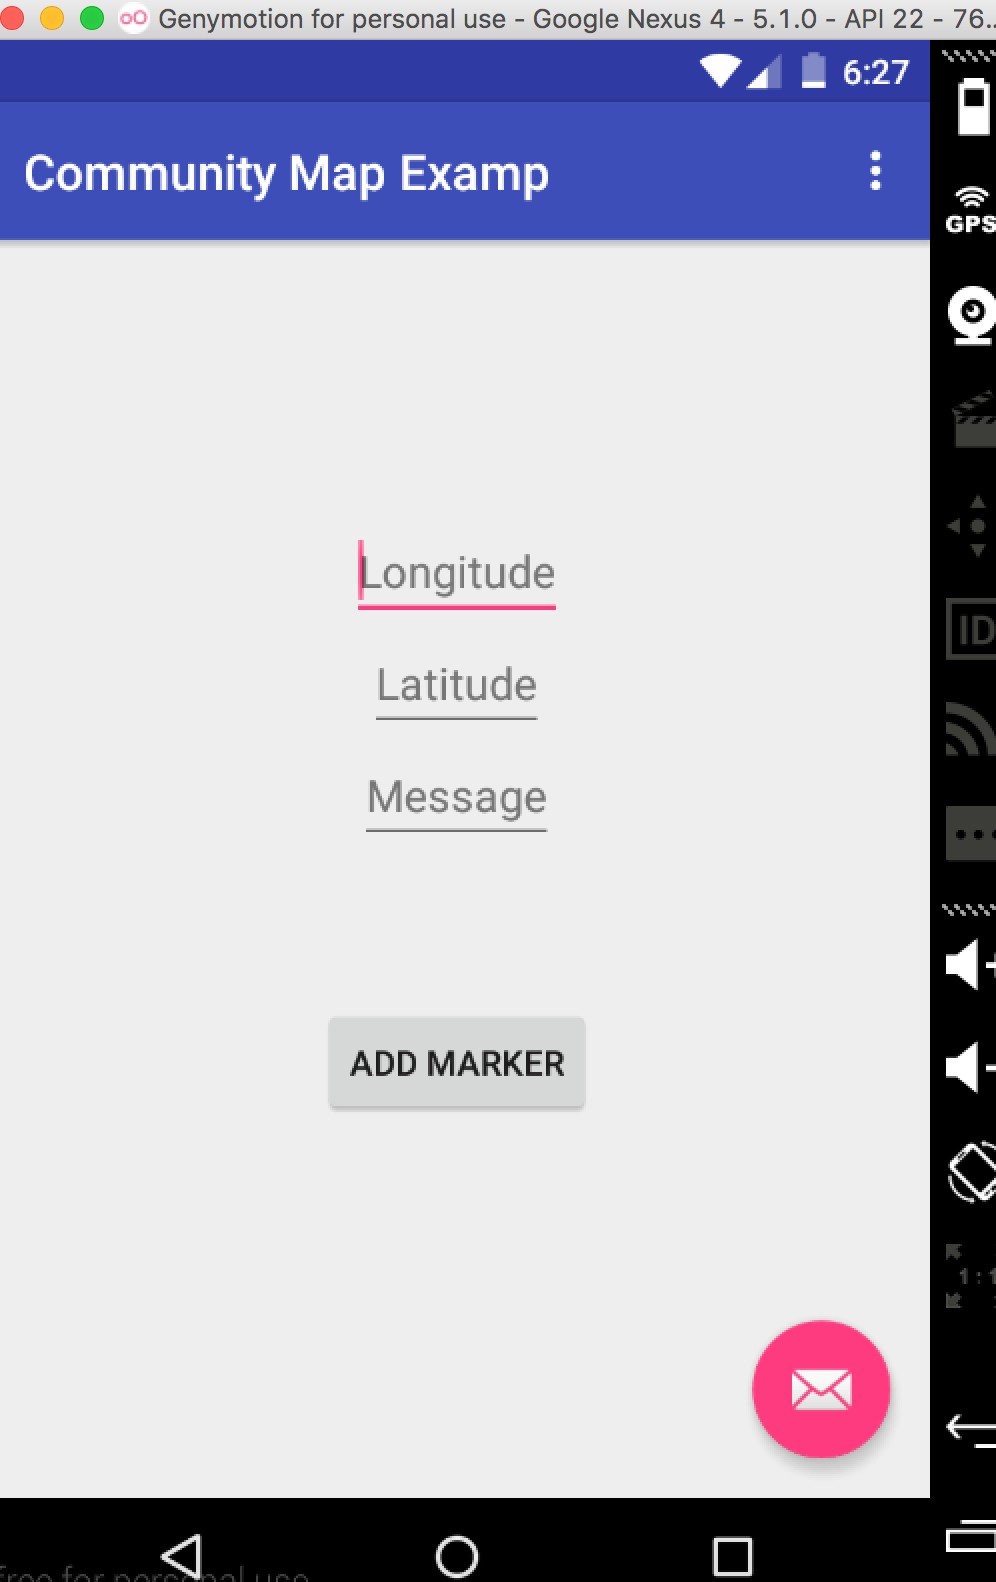 Genymotion for personal use - Google Nexus 4 - 5.1.0 - API 22 - 76..
6:27
Community Map Examp
GPS
Longitude
Latitude
ID
Message
ADD MARKER
1:1
free for personal use